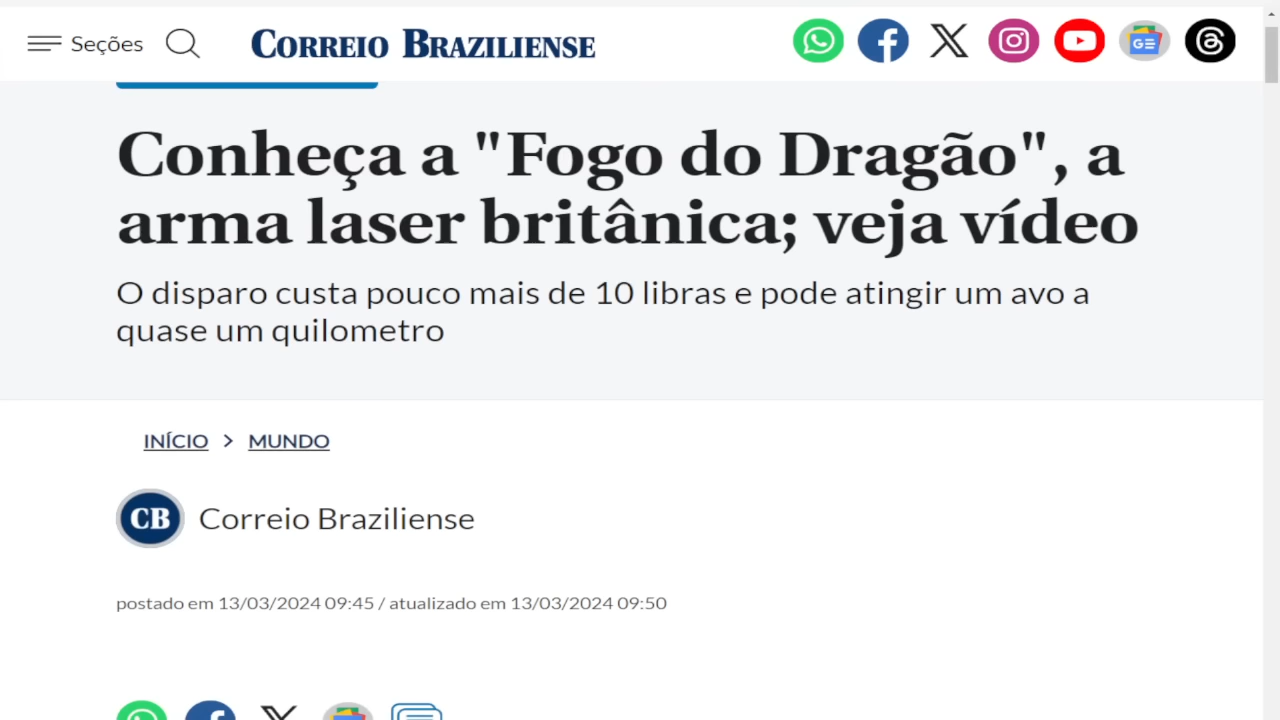 Seções
CORREIO BRAZILIENSE
GE
Conheça a "Fogo do Dragão", a
arma laser britânica; veja vídeo
O disparo custa pouco mais de 10 libras e pode atingir um avo a
quase um quilometro
INÍCIO > MUNDO
CB Correio Braziliense
postado em 13/03/2024 09:45 / atualizado em 13/03/2024 09:50